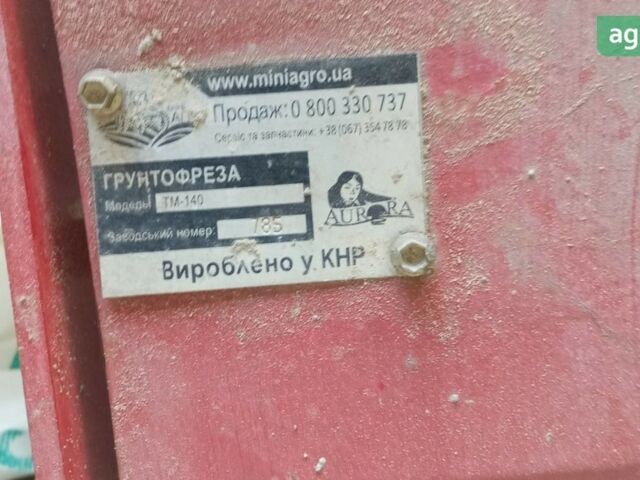 ag
www.miniagro.ua
Продаж: 0 800 330 737
Сервіс та запчастини: +38 (067) 354 78 78
ГРУНТОФРЕЗА
Модель: ТМ-140
Заводський номер: 785
AURORA
Вироблено у КНР